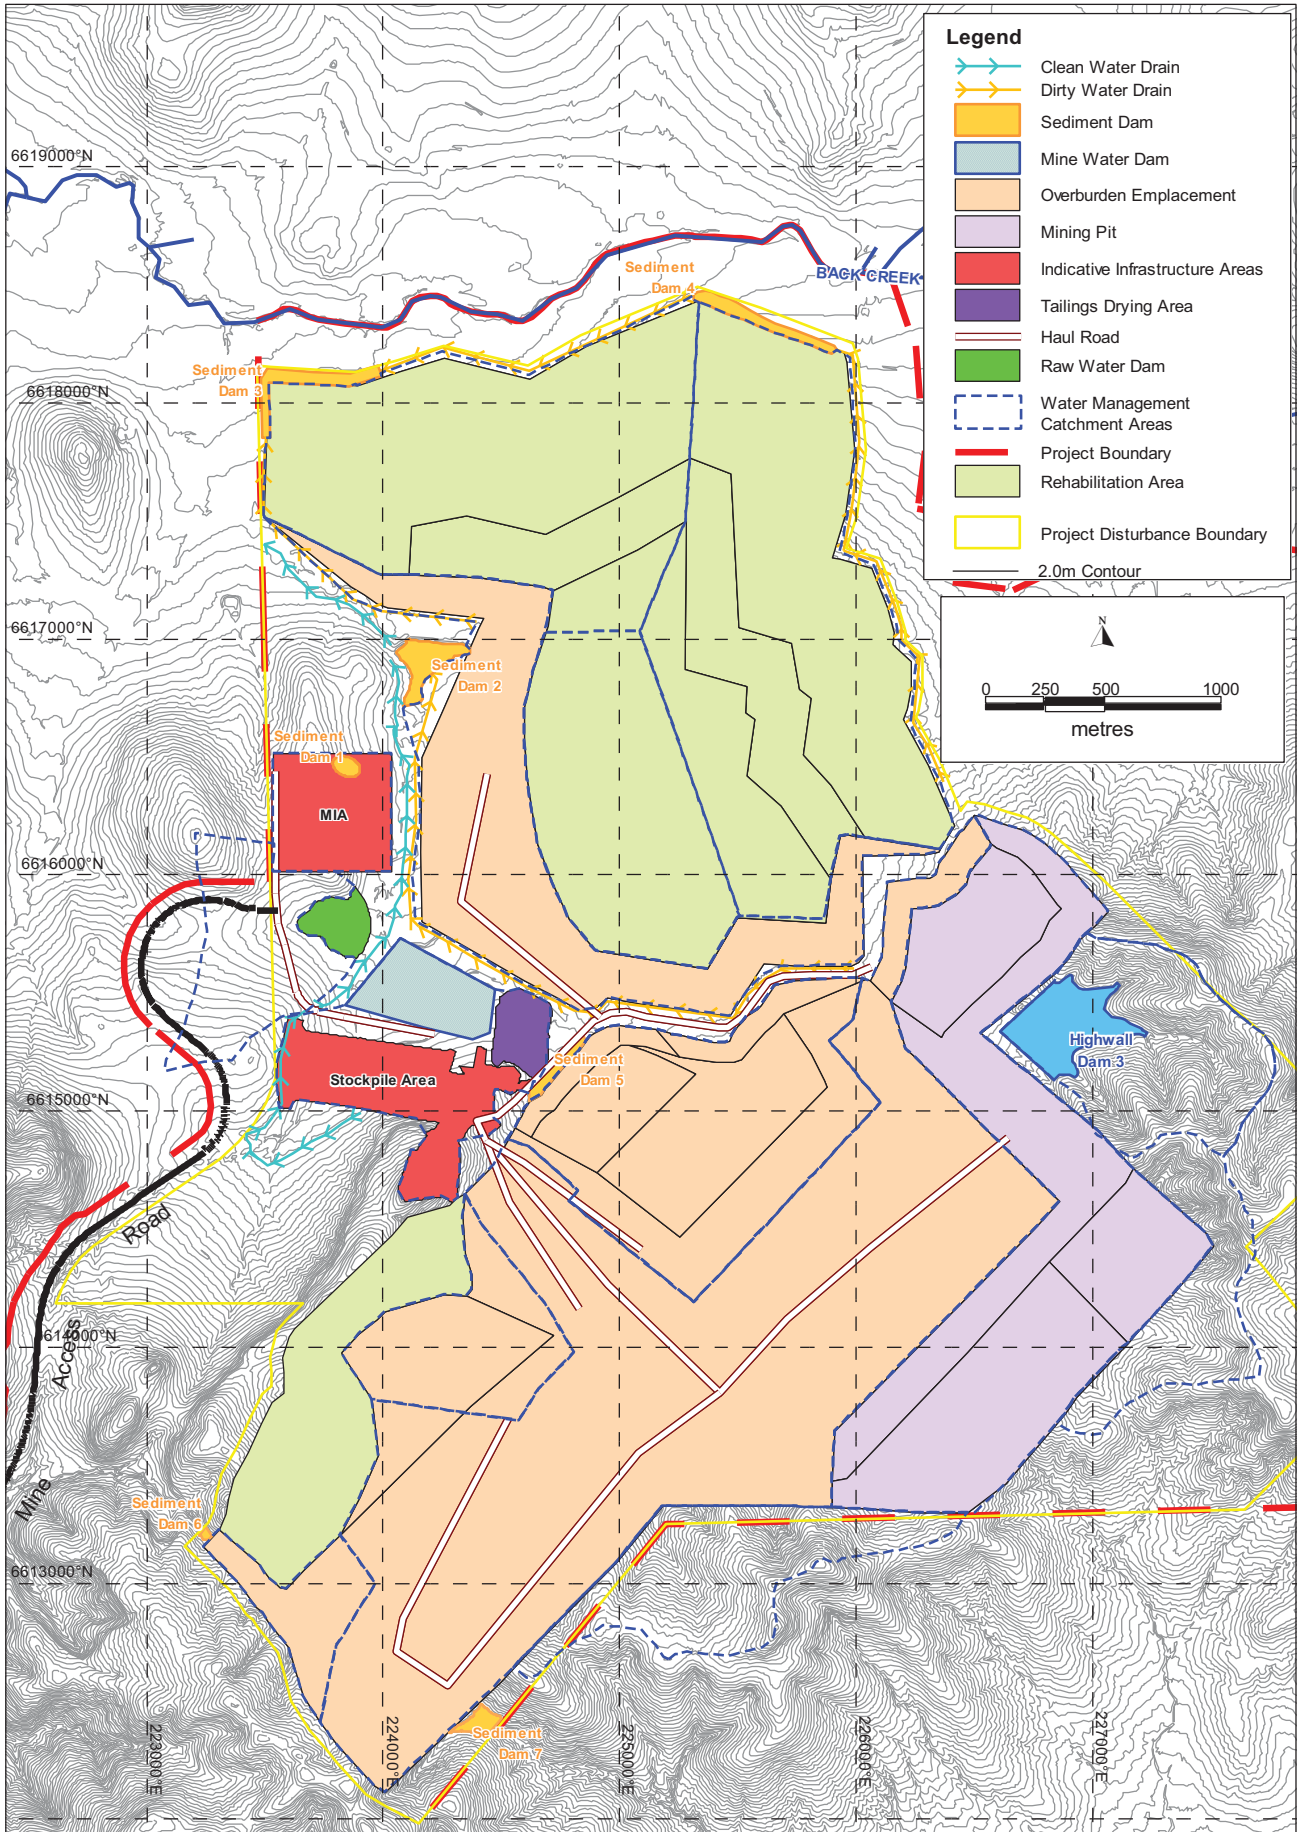 Legend
Clean Water Drain
Dirty Water Drain
Sediment Dam
Mine Water Dam
Overburden Emplacement
Mining Pit
Indicative Infrastructure Areas
Tailings Drying Area
Haul Road
Raw Water Dam
Water Management
Catchment Areas
Project Boundary
Rehabilitation Area
Project Disturbance Boundary
2.0m Contour
0 250 500 1000
metres
6619000°N
BACK CREEK
Sediment
Dam 4
Sediment
Dam 3
6618000°N
6617000°N
Sediment
Dam 2
Sediment
Dam 1
MIA
6616000°N
Highwall
Dam 3
Sediment
Dam 5
Stockpile Area
6615000°N
Mine Access Road
614000°N
Sediment
Dam 6
6613000°N
Sediment
Dam 7
223000°E
224000°E
225000°E
226000°E
227000°E